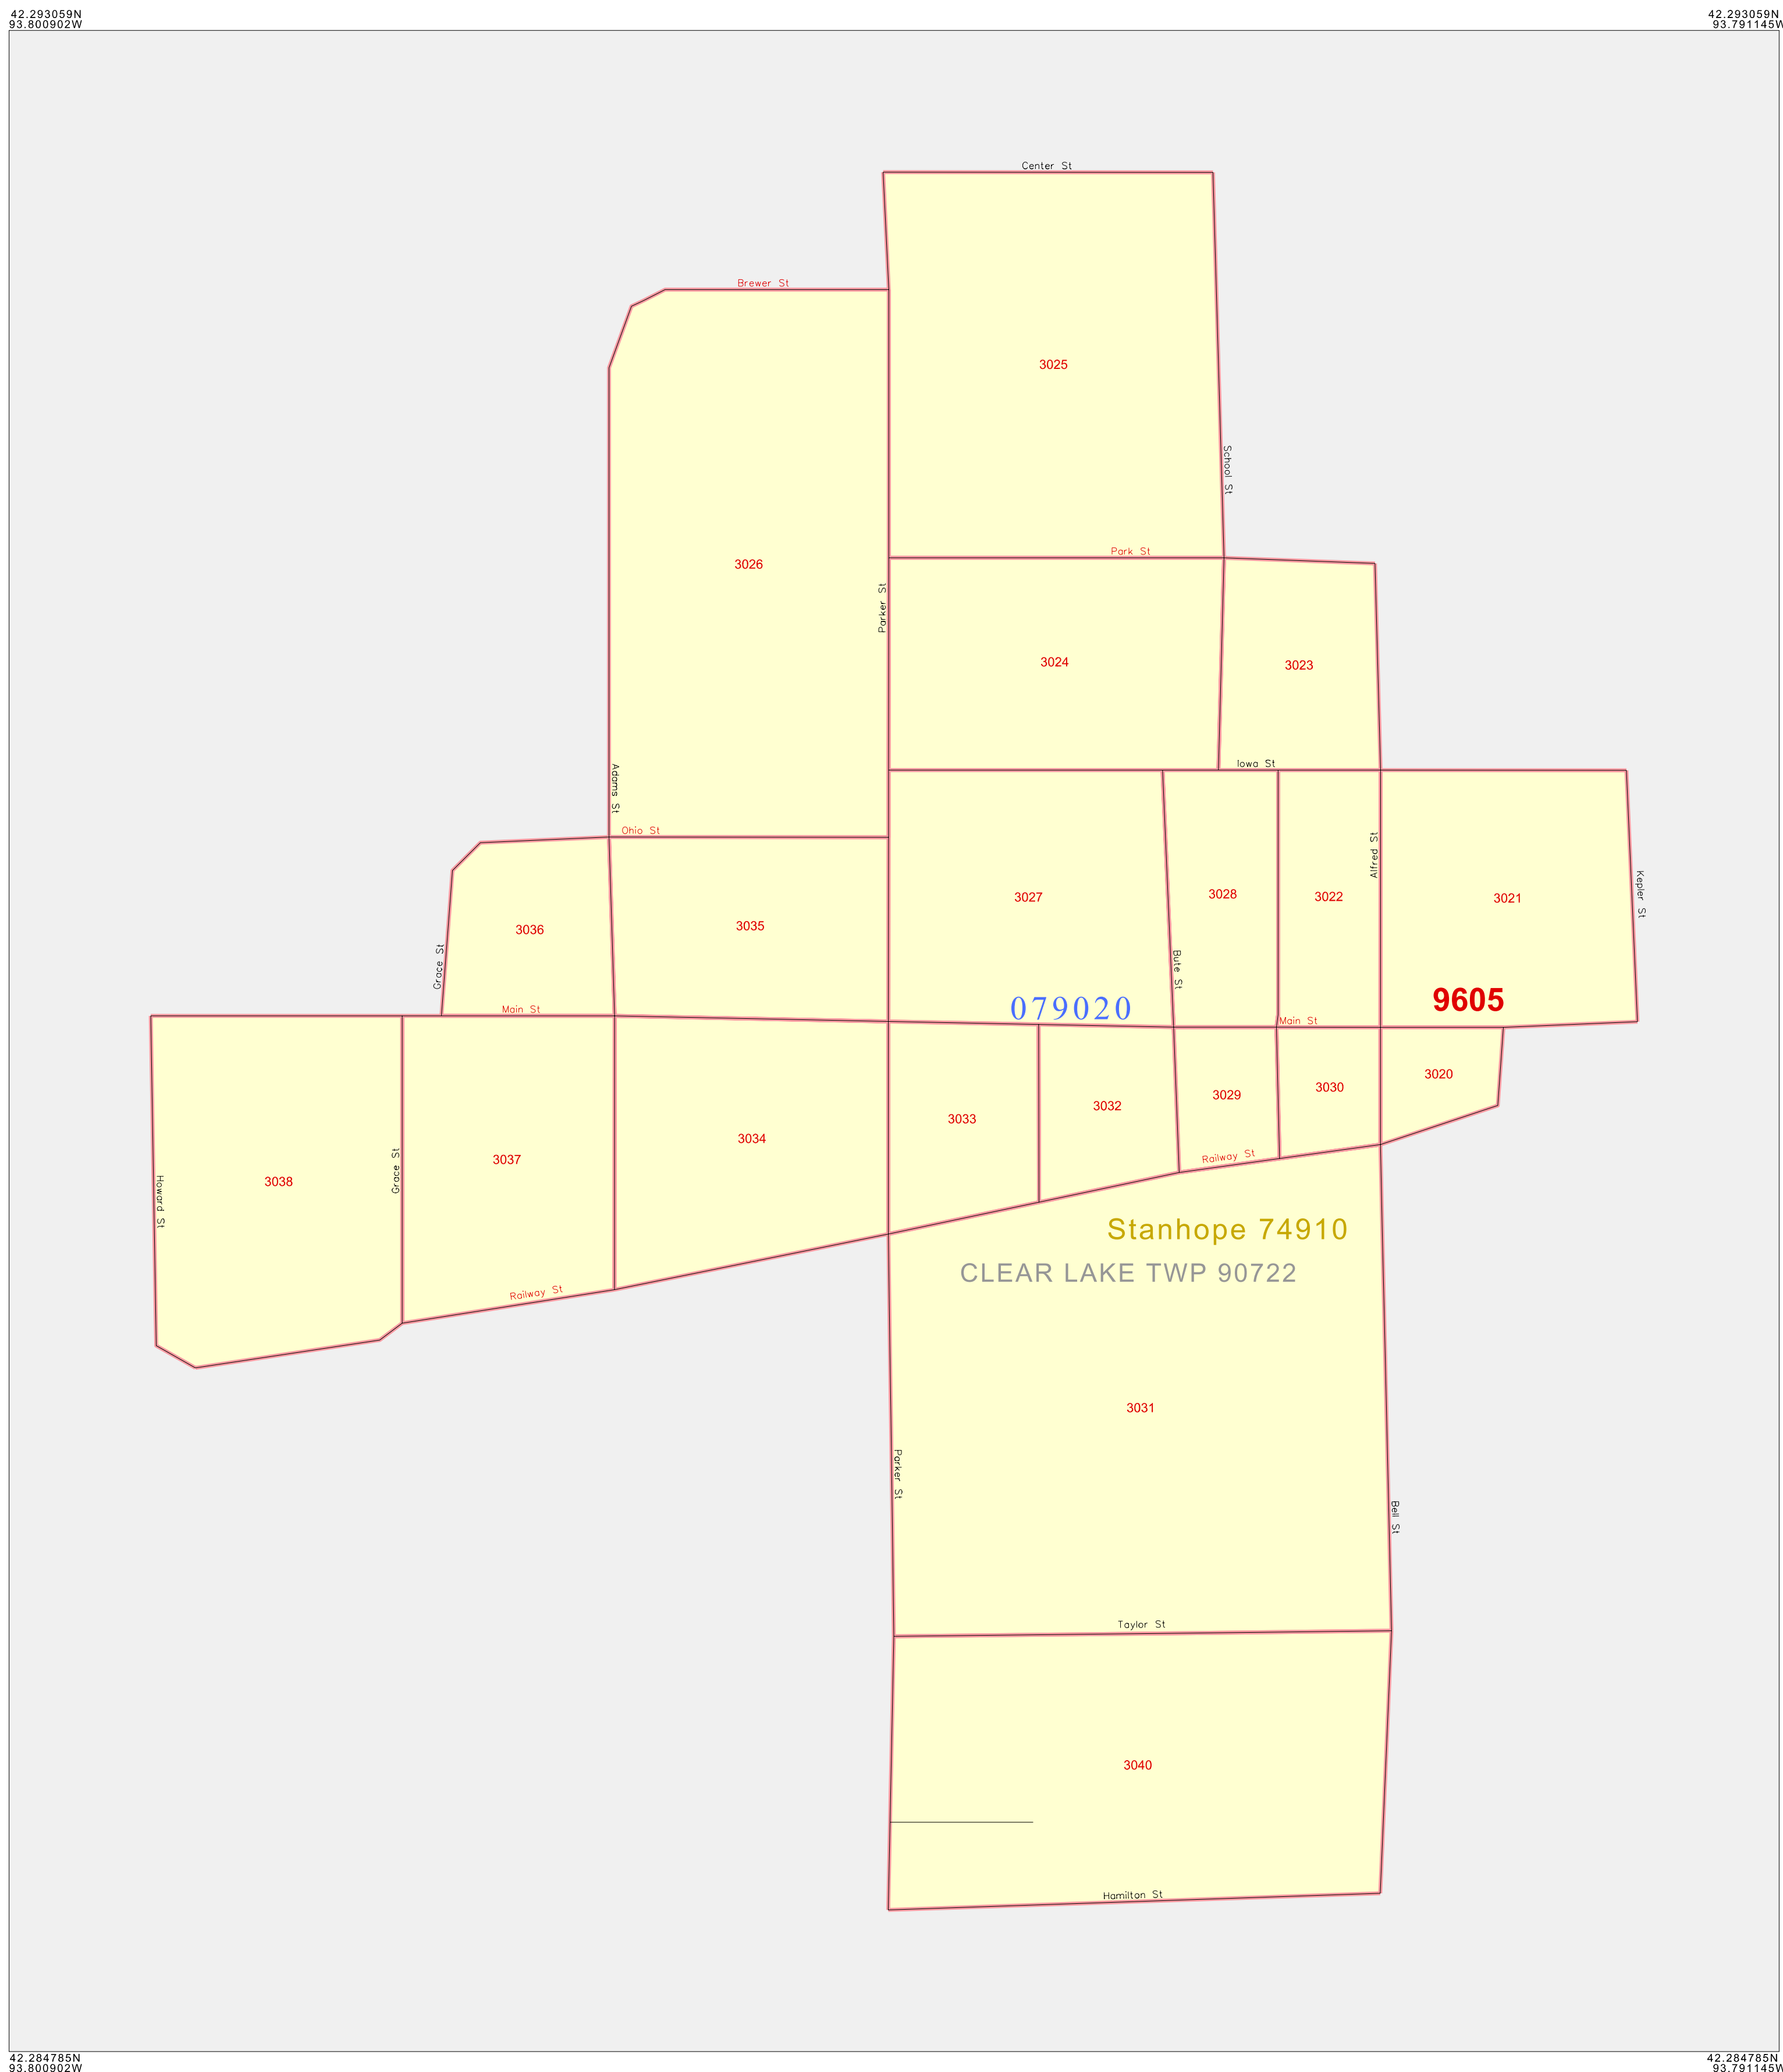 42.293059N
93.800902W
42.293059N
93.791145W
Center St
Brewer St
3025
School St
Park St
3026
Parker St
3024
3023
Iowa St
Adams St
Ohio St
Alfred St
Kepler St
3027
3028
3022
3021
3036
3035
Grace St
Bute St
079020
9605
Main St
Main St
3020
3030
3029
3032
3033
3034
3037
Grace St
3038
Howard St
Railway St
Stanhope 74910
CLEAR LAKE TWP 90722
Railway St
3031
Parker St
Bell St
Taylor St
3040
Hamilton St
42.284785N
93.800902W
42.284785N
93.791145W